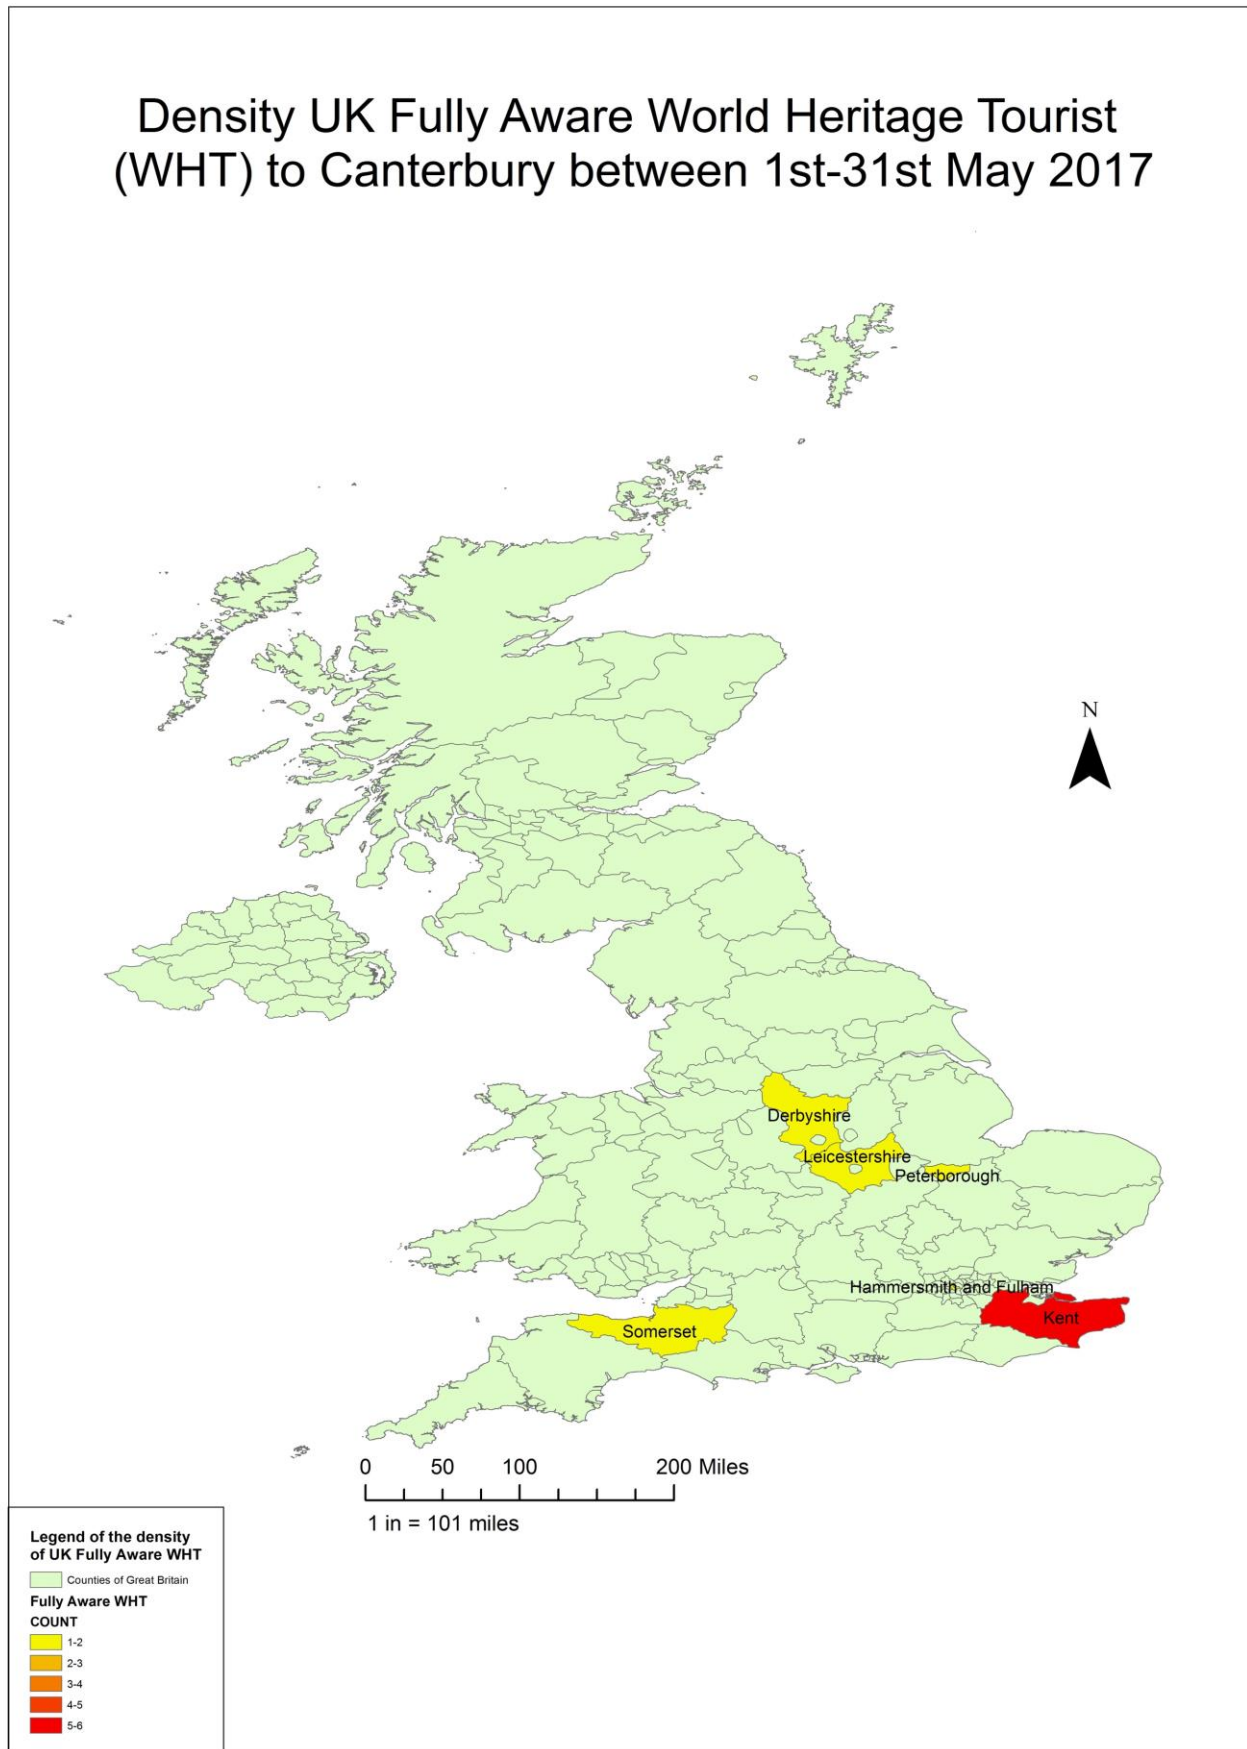 Density UK Fully Aware World Heritage Tourist
(WHT) to Canterbury between 1st-31st May 2017
N
Derbyshire
Leicestershire
Peterborough
Hammersmith and Fulham
Kent
Somerset
0 50 100 200 Miles
1 in = 101 miles
Legend of the density
of UK Fully Aware WHT
Counties of Great Britain
Fully Aware WHT
COUNT
1-2
2-3
3-4
4-5
5-6